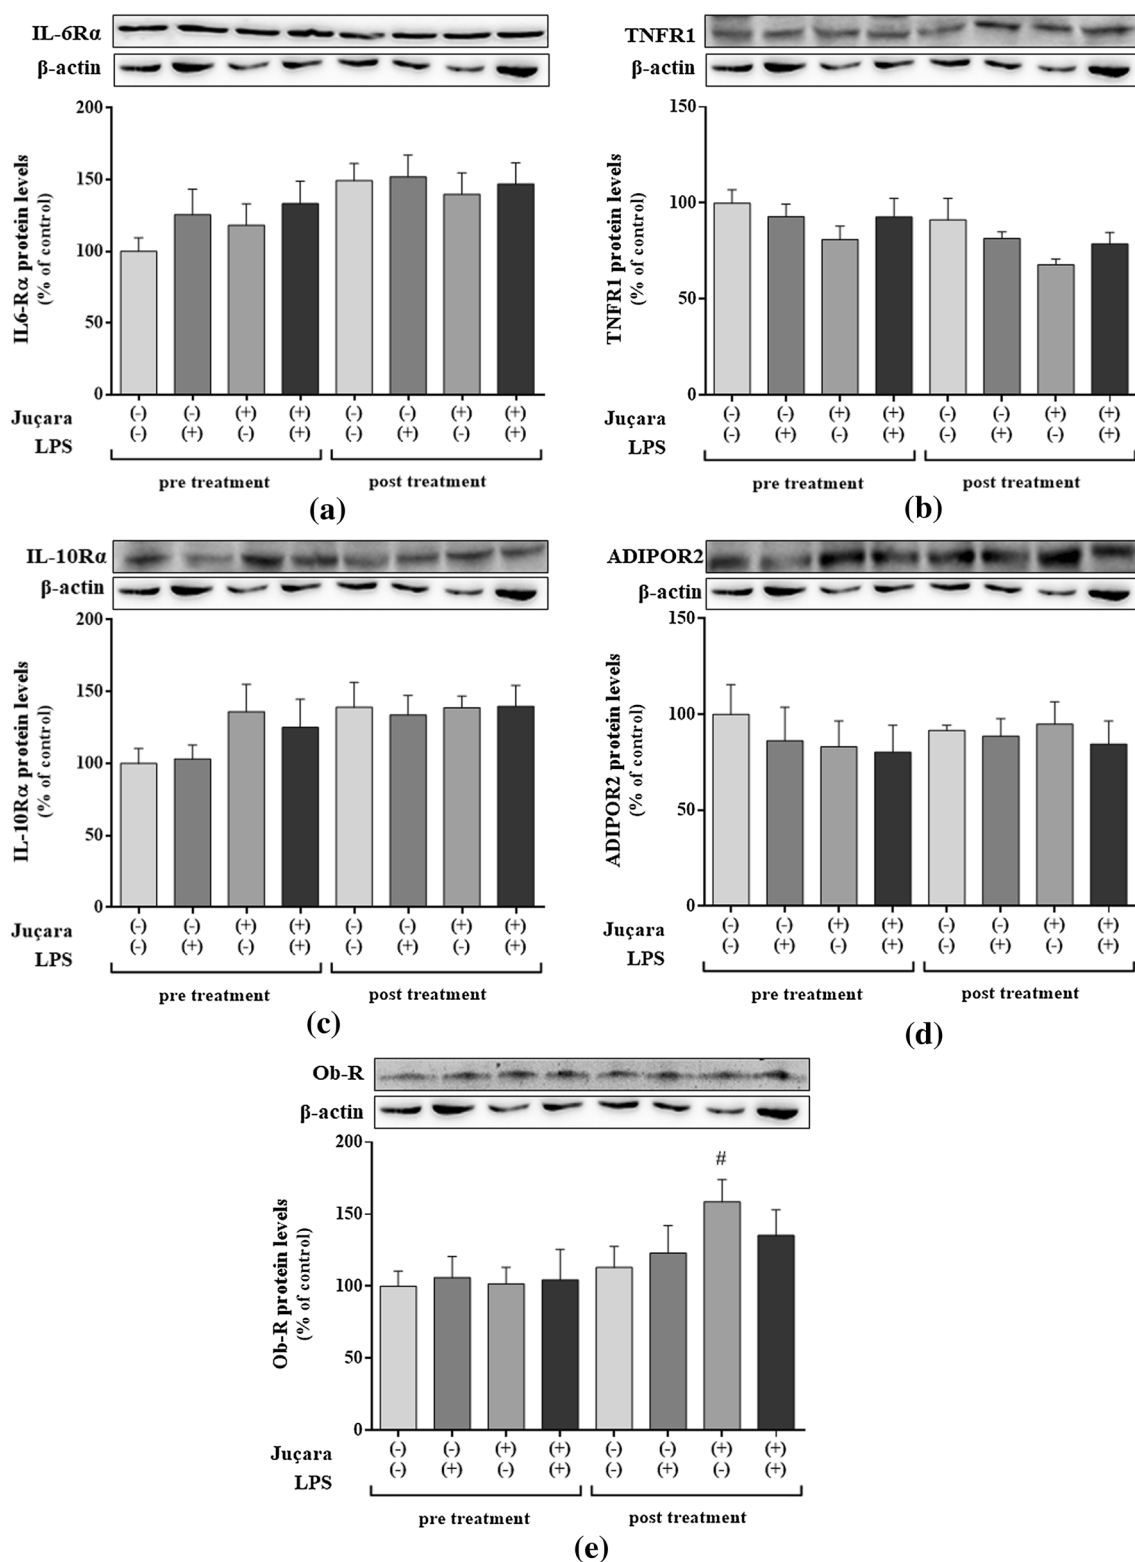 IL-6Rα
β-actin
200
150
100
50
0
IL6-Rα protein levels
(% of control)
Juçara (-) (-) (+) (+) (-) (-) (+) (+)
LPS (-) (+) (-) (+) (-) (+) (-) (+)
pre treatment post treatment
(a)
TNFR1
β-actin
150
100
50
0
TNFR1 protein levels
(% of control)
Juçara (-) (-) (+) (+) (-) (-) (+) (+)
LPS (-) (+) (-) (+) (-) (+) (-) (+)
pre treatment post treatment
(b)
IL-10Rα
β-actin
200
150
100
50
0
IL-10Rα protein levels
(% of control)
Juçara (-) (-) (+) (+) (-) (-) (+) (+)
LPS (-) (+) (-) (+) (-) (+) (-) (+)
pre treatment post treatment
(c)
ADIPOR2
β-actin
150
100
50
0
ADIPOR2 protein levels
(% of control)
Juçara (-) (-) (+) (+) (-) (-) (+) (+)
LPS (-) (+) (-) (+) (-) (+) (-) (+)
pre treatment post treatment
(d)
Ob-R
β-actin
200
150
100
50
0
Ob-R protein levels
(% of control)
#
Juçara (-) (-) (+) (+) (-) (-) (+) (+)
LPS (-) (+) (-) (+) (-) (+) (-) (+)
pre treatment post treatment
(e)